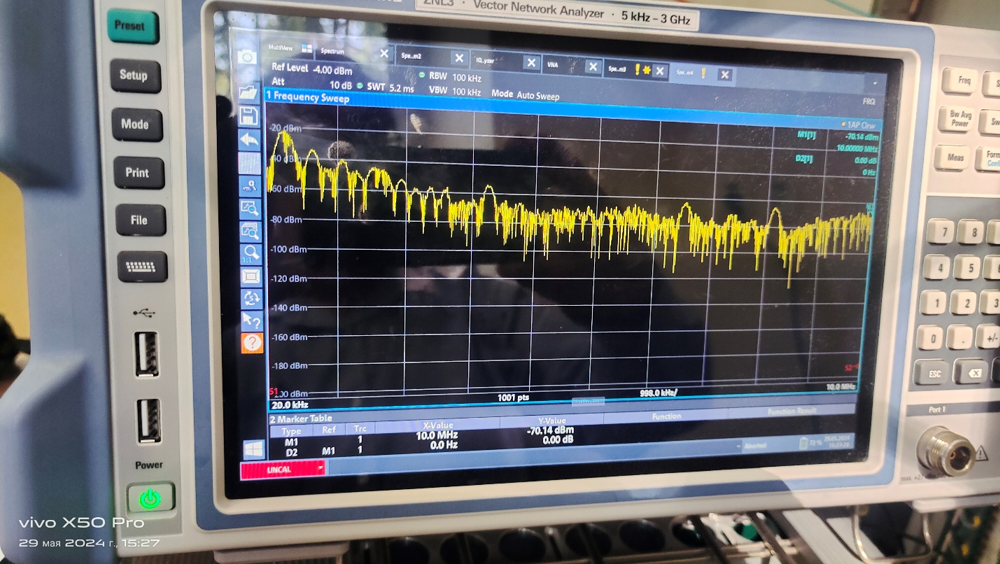 ZNL3 · Vector Network Analyzer · 5 kHz – 3 GHz
Preset
Setup
Mode
Print
File
Power
MultiView
Spectrum
Spe..m2
IQ..yzer
VNA
Spe..m3
Spe..m4
Ref Level -4.00 dBm
RBW 100 kHz
Att 10 dB SWT 5.2 ms VBW 100 kHz Mode Auto Sweep
FRQ
1 Frequency Sweep
1AP Clrw
M1[1] -70.14 dBm
10.00000 MHz
D2[1] 0.00 dB
0 Hz
-20 dBm
-40 dBm
-60 dBm
-80 dBm
-100 dBm
-120 dBm
-140 dBm
-160 dBm
-180 dBm
S2
S1
-200 dBm
20.0 kHz 1001 pts 998.0 kHz/ 10.0 MHz
2 Marker Table
Type Ref Trc X-Value Y-Value Function Function Result
M1 1 10.0 MHz -70.14 dBm
D2 M1 1 0.0 Hz 0.00 dB
Aborted
72 %
UNCAL
1:1
Freq
Bw Avg
Power
Sw
Meas
Form
7 8
4 5
1 2 3
0 . +/-
ESC
Port 1
vivo X50 Pro
29 мая 2024 г., 15:27